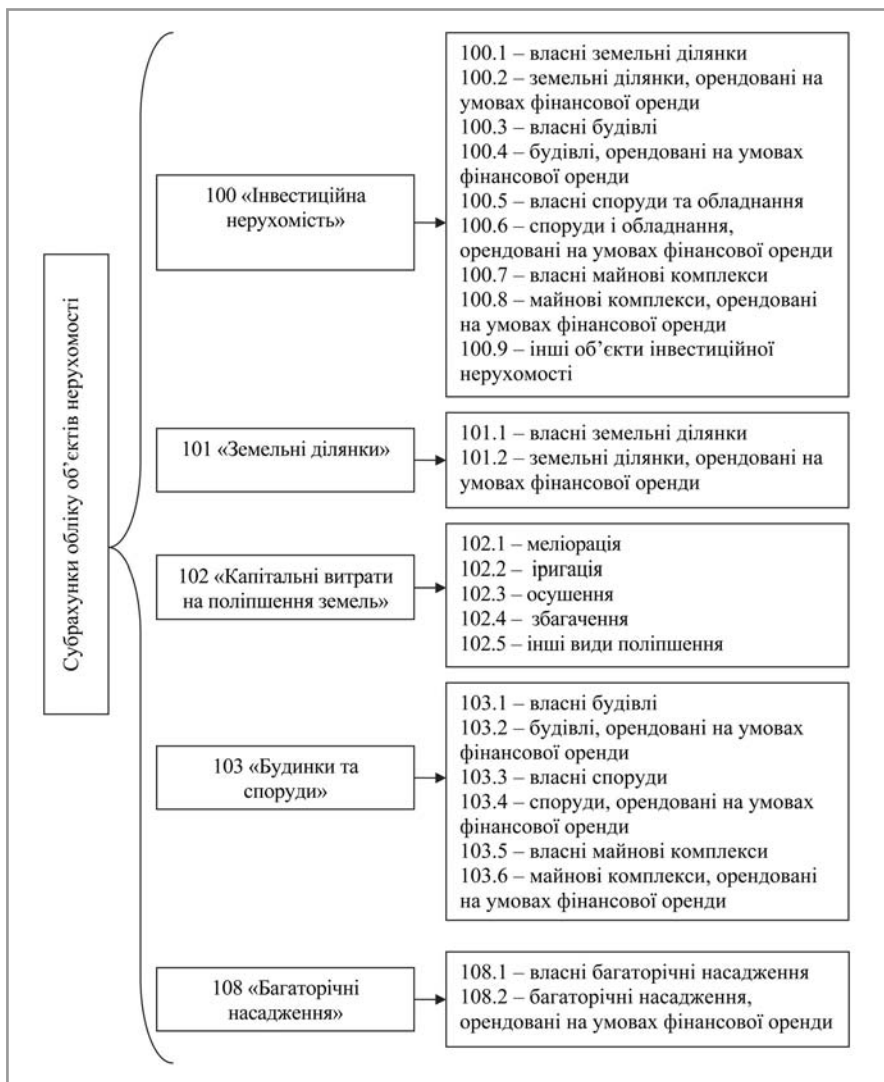 Субрахунки обліку об’єктів нерухомості
100 «Інвестиційна
нерухомість»
100.1 – власні земельні ділянки
100.2 – земельні ділянки, орендовані на
умовах фінансової оренди
100.3 – власні будівлі
100.4 – будівлі, орендовані на умовах
фінансової оренди
100.5 – власні споруди та обладнання
100.6 – споруди і обладнання,
орендовані на умовах фінансової оренди
100.7 – власні майнові комплекси
100.8 – майнові комплекси, орендовані
на умовах фінансової оренди
100.9 – інші об’єкти інвестиційної
нерухомості
101 «Земельні ділянки»
101.1 – власні земельні ділянки
101.2 – земельні ділянки, орендовані на
умовах фінансової оренди
102 «Капітальні витрати
на поліпшення земель»
102.1 – меліорація
102.2 – іригація
102.3 – осушення
102.4 – збагачення
102.5 – інші види поліпшення
103 «Будинки та
споруди»
103.1 – власні будівлі
103.2 – будівлі, орендовані на умовах
фінансової оренди
103.3 – власні споруди
103.4 – споруди, орендовані на умовах
фінансової оренди
103.5 – власні майнові комплекси
103.6 – майнові комплекси, орендовані
на умовах фінансової оренди
108 «Багаторічні
насадження»
108.1 – власні багаторічні насадження
108.2 – багаторічні насадження,
орендовані на умовах фінансової оренди